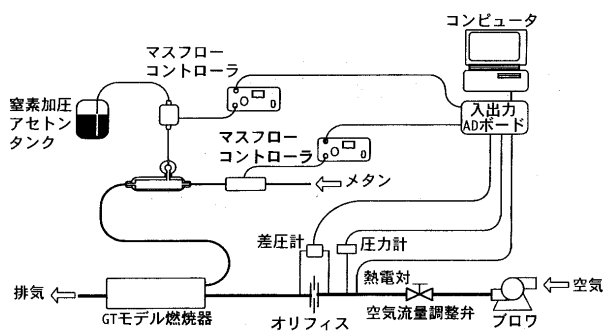 コンピュータ
マスフロー
コントローラ
窒素加圧
アセトン
タンク
入出力
ADボード
マスフロー
コントローラ
メタン
差圧計
圧力計
熱電対
空気
排気
GTモデル燃焼器
オリフィス
空気流量調整弁
ブロワ